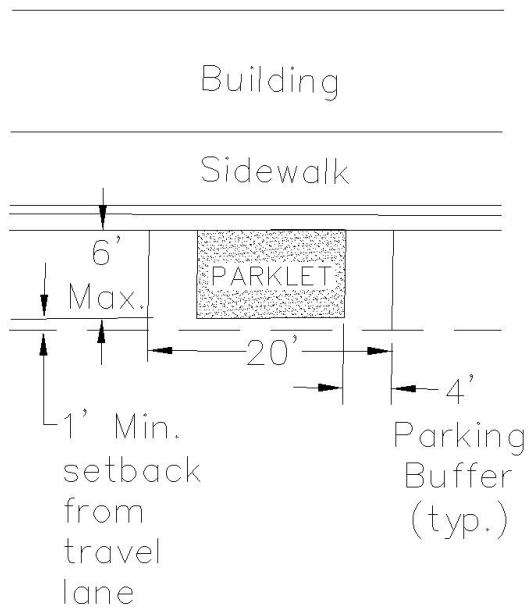 Building
Sidewalk
6'
Max.
PARKLET
20'
4'
Parking
Buffer
(typ.)
1' Min.
setback
from
travel
lane